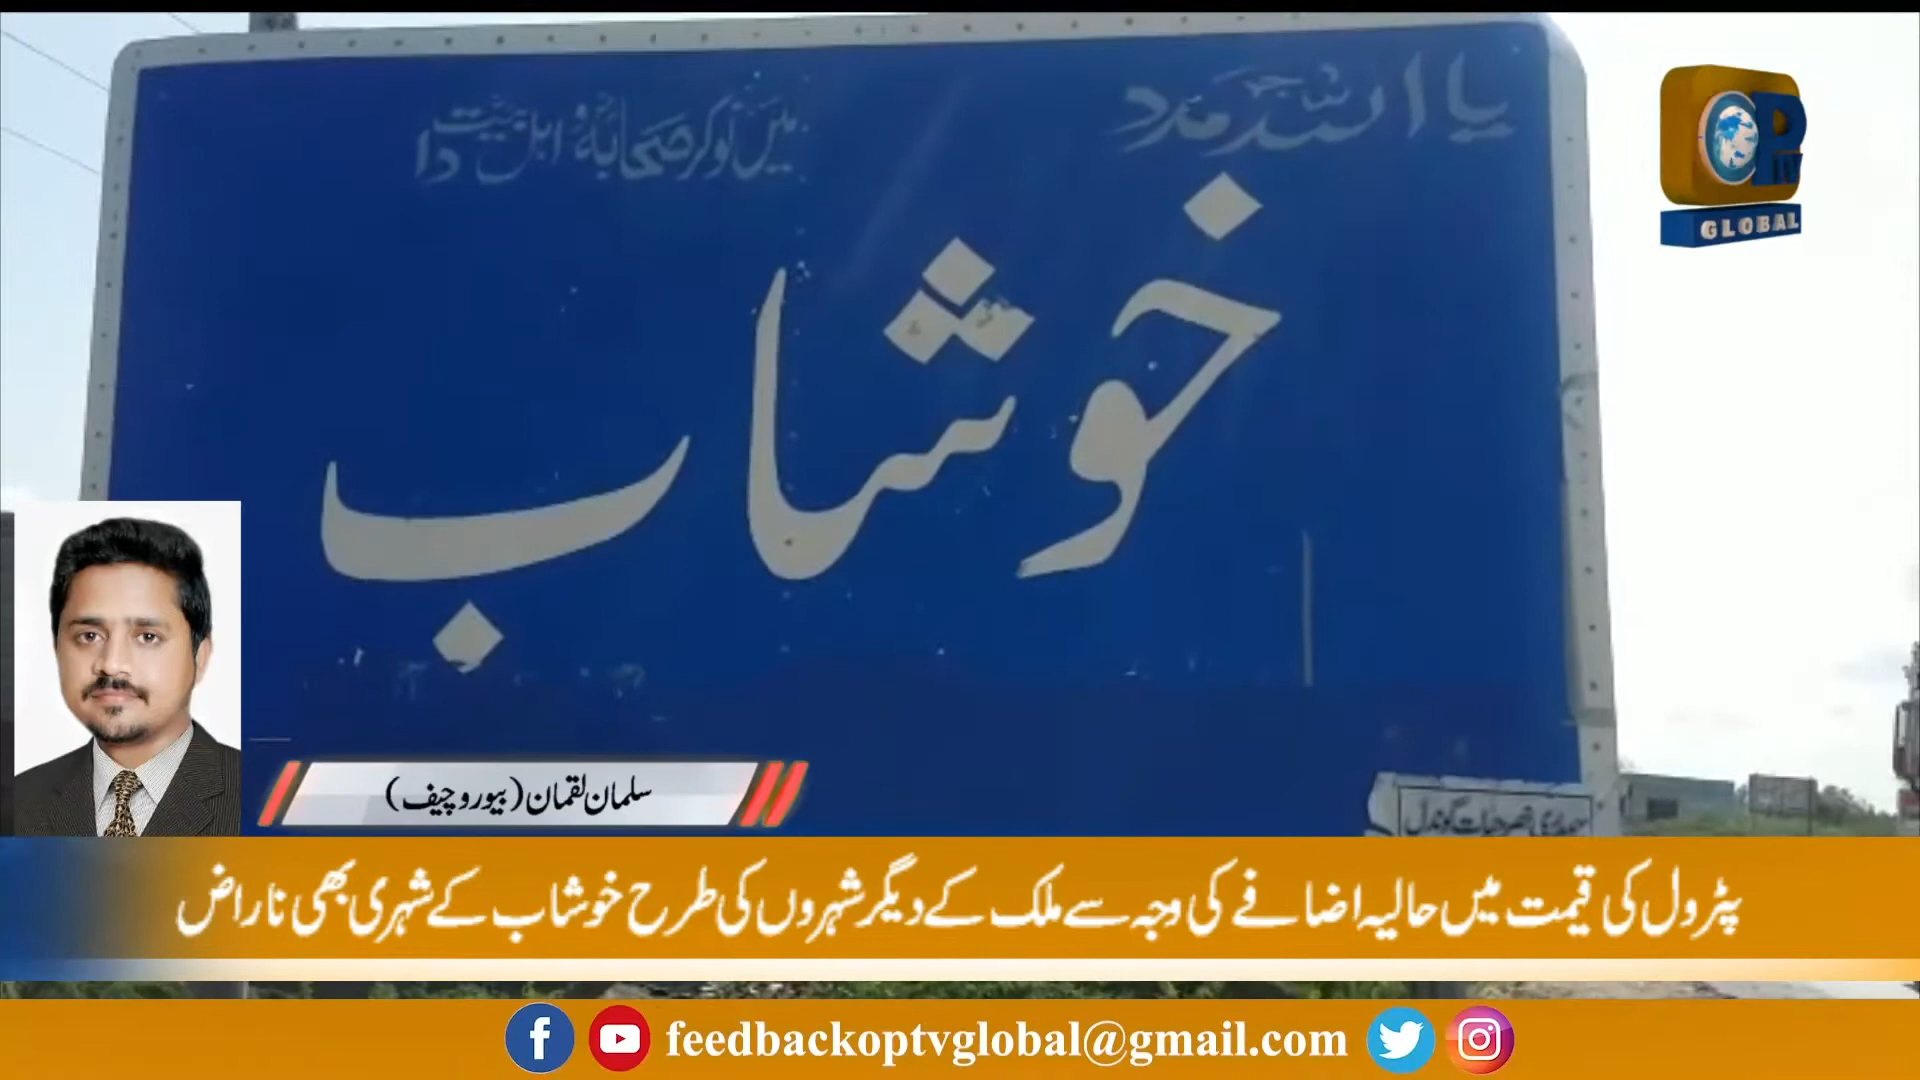 یا اللہ مدد
میں نوکر صحابہؓ و اہل بیت دا
خوشاب
OPTV
GLOBAL
سلمان لقمان (بیورو چیف)
پٹرول کی قیمت میں حالیہ اضافے کی وجہ سے ملک کے دیگر شہروں کی طرح خوشاب کے شہری بھی ناراض
feedbackoptvglobal@gmail.com